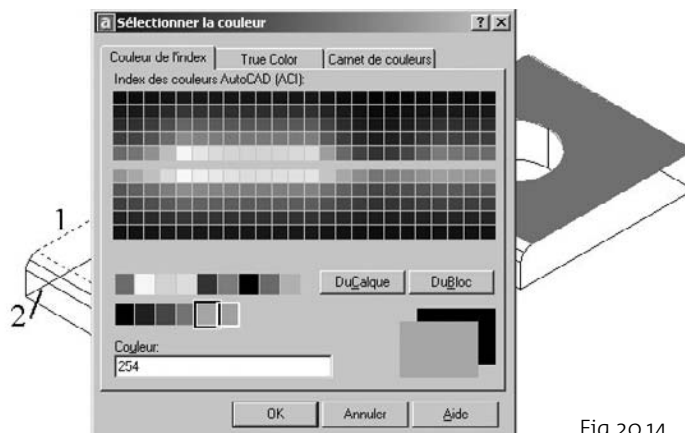 a Sélectionner la couleur ? ×
Couleur de l'index True Color Carnet de couleurs
Index des couleurs AutoCAD (ACI):
1
2
DuCalque DuBloc
Couleur:
254
OK Annuler Aide
Fig.20.14